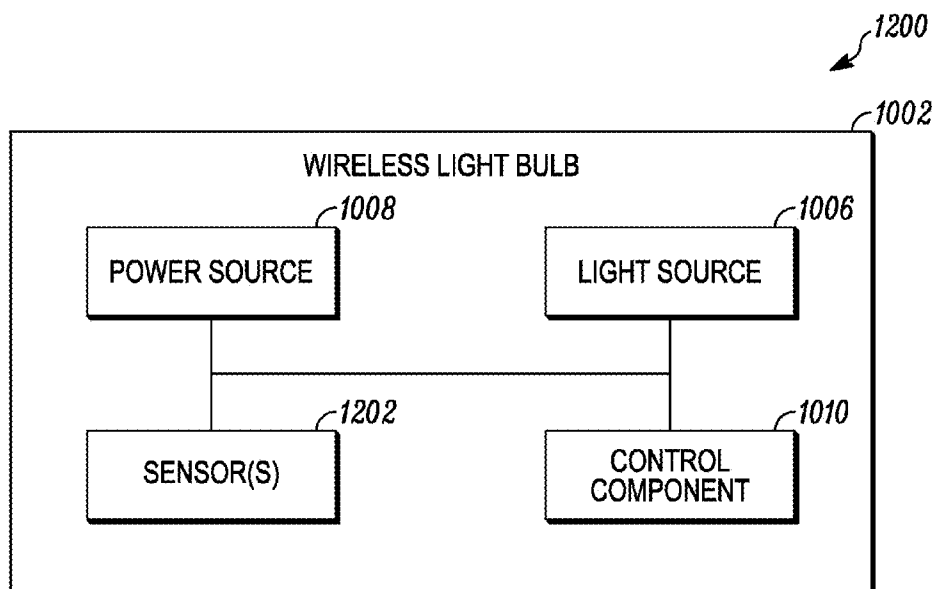 1200
1002
WIRELESS LIGHT BULB
1008
1006
POWER SOURCE
LIGHT SOURCE
1202
1010
SENSOR(S)
CONTROL
COMPONENT